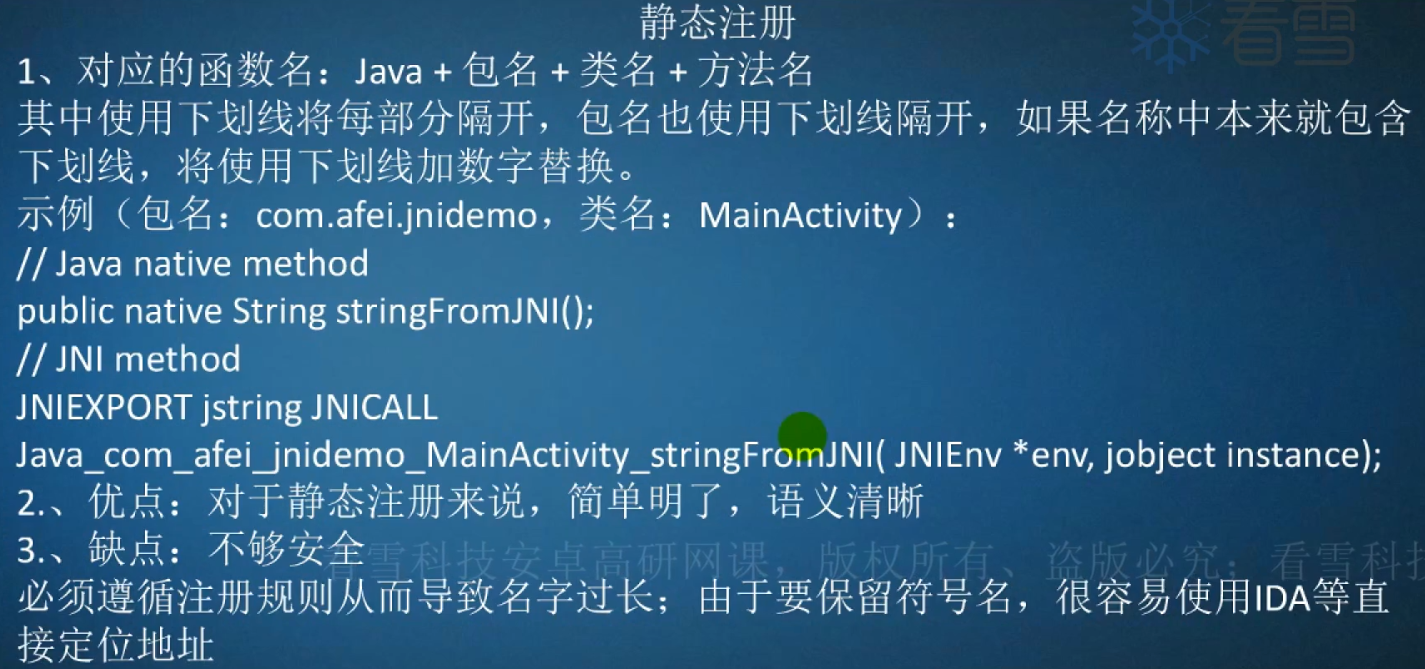 静态注册
看雪
1、对应的函数名：Java + 包名 + 类名 + 方法名
其中使用下划线将每部分隔开，包名也使用下划线隔开，如果名称中本来就包含
下划线，将使用下划线加数字替换。
示例（包名：com.afei.jnidemo，类名：MainActivity）：
// Java native method
public native String stringFromJNI();
// JNI method
JNIEXPORT jstring JNICALL
Java_com_afei_jnidemo_MainActivity_stringFromJNI( JNIEnv *env, jobject instance);
2.、优点：对于静态注册来说，简单明了，语义清晰
3.、缺点：不够安全
雪科技安卓高研网课，版权所有、盗版必究；看雪科技
必须遵循注册规则从而导致名字过长；由于要保留符号名，很容易使用IDA等直
接定位地址